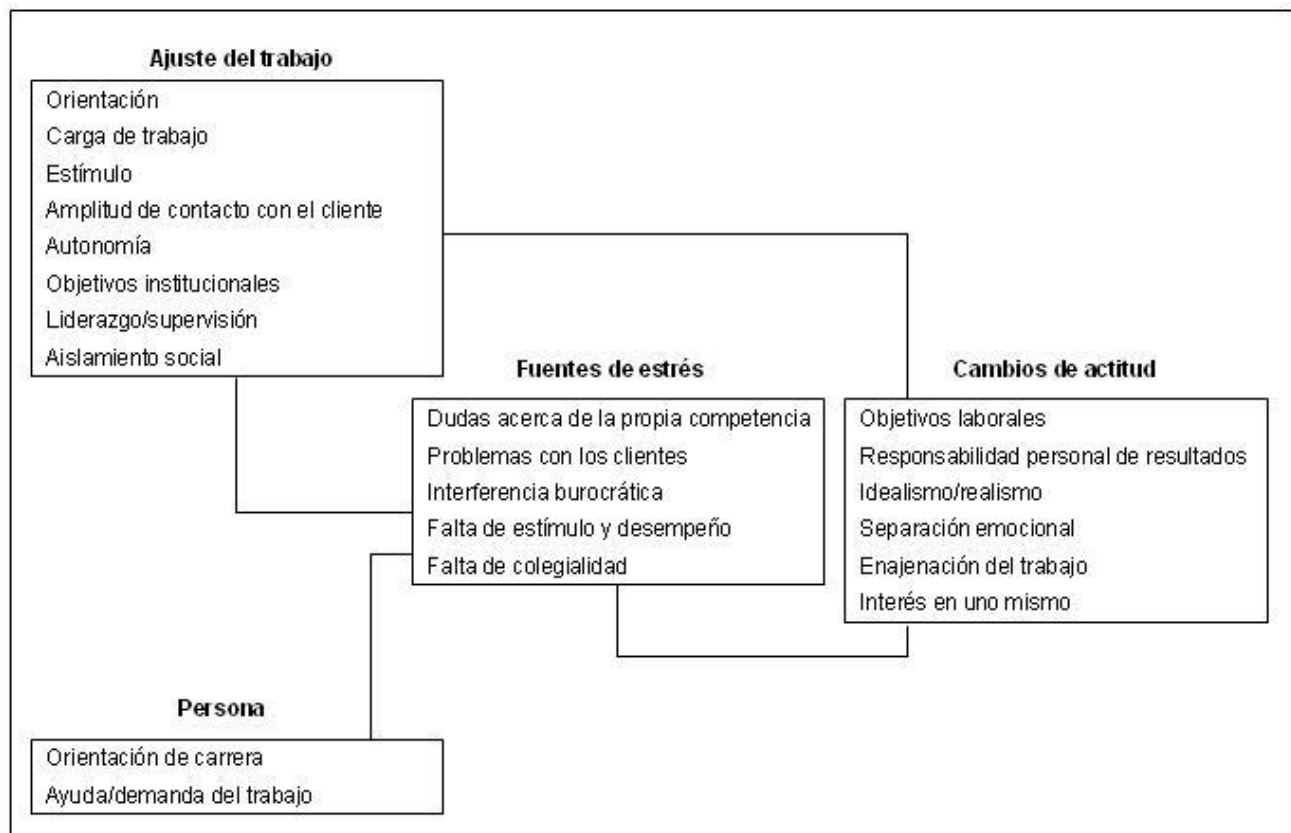 Ajuste del trabajo
Orientación
Carga de trabajo
Estímulo
Amplitud de contacto con el cliente
Autonomía
Objetivos institucionales
Liderazgo/supervisión
Aislamiento social
Fuentes de estrés
Dudas acerca de la propia competencia
Problemas con los clientes
Interferencia burocrática
Falta de estímulo y desempeño
Falta de colegialidad
Cambios de actitud
Objetivos laborales
Responsabilidad personal de resultados
Idealismo/realismo
Separación emocional
Enajenación del trabajo
Interés en uno mismo
Persona
Orientación de carrera
Ayuda/demanda del trabajo